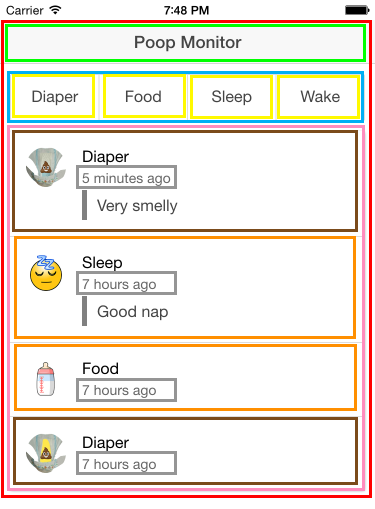 Carrier 7:48 PM
Poop Monitor
Diaper Food Sleep Wake
Diaper
5 minutes ago
Very smelly
Sleep
7 hours ago
Good nap
Food
7 hours ago
Diaper
7 hours ago